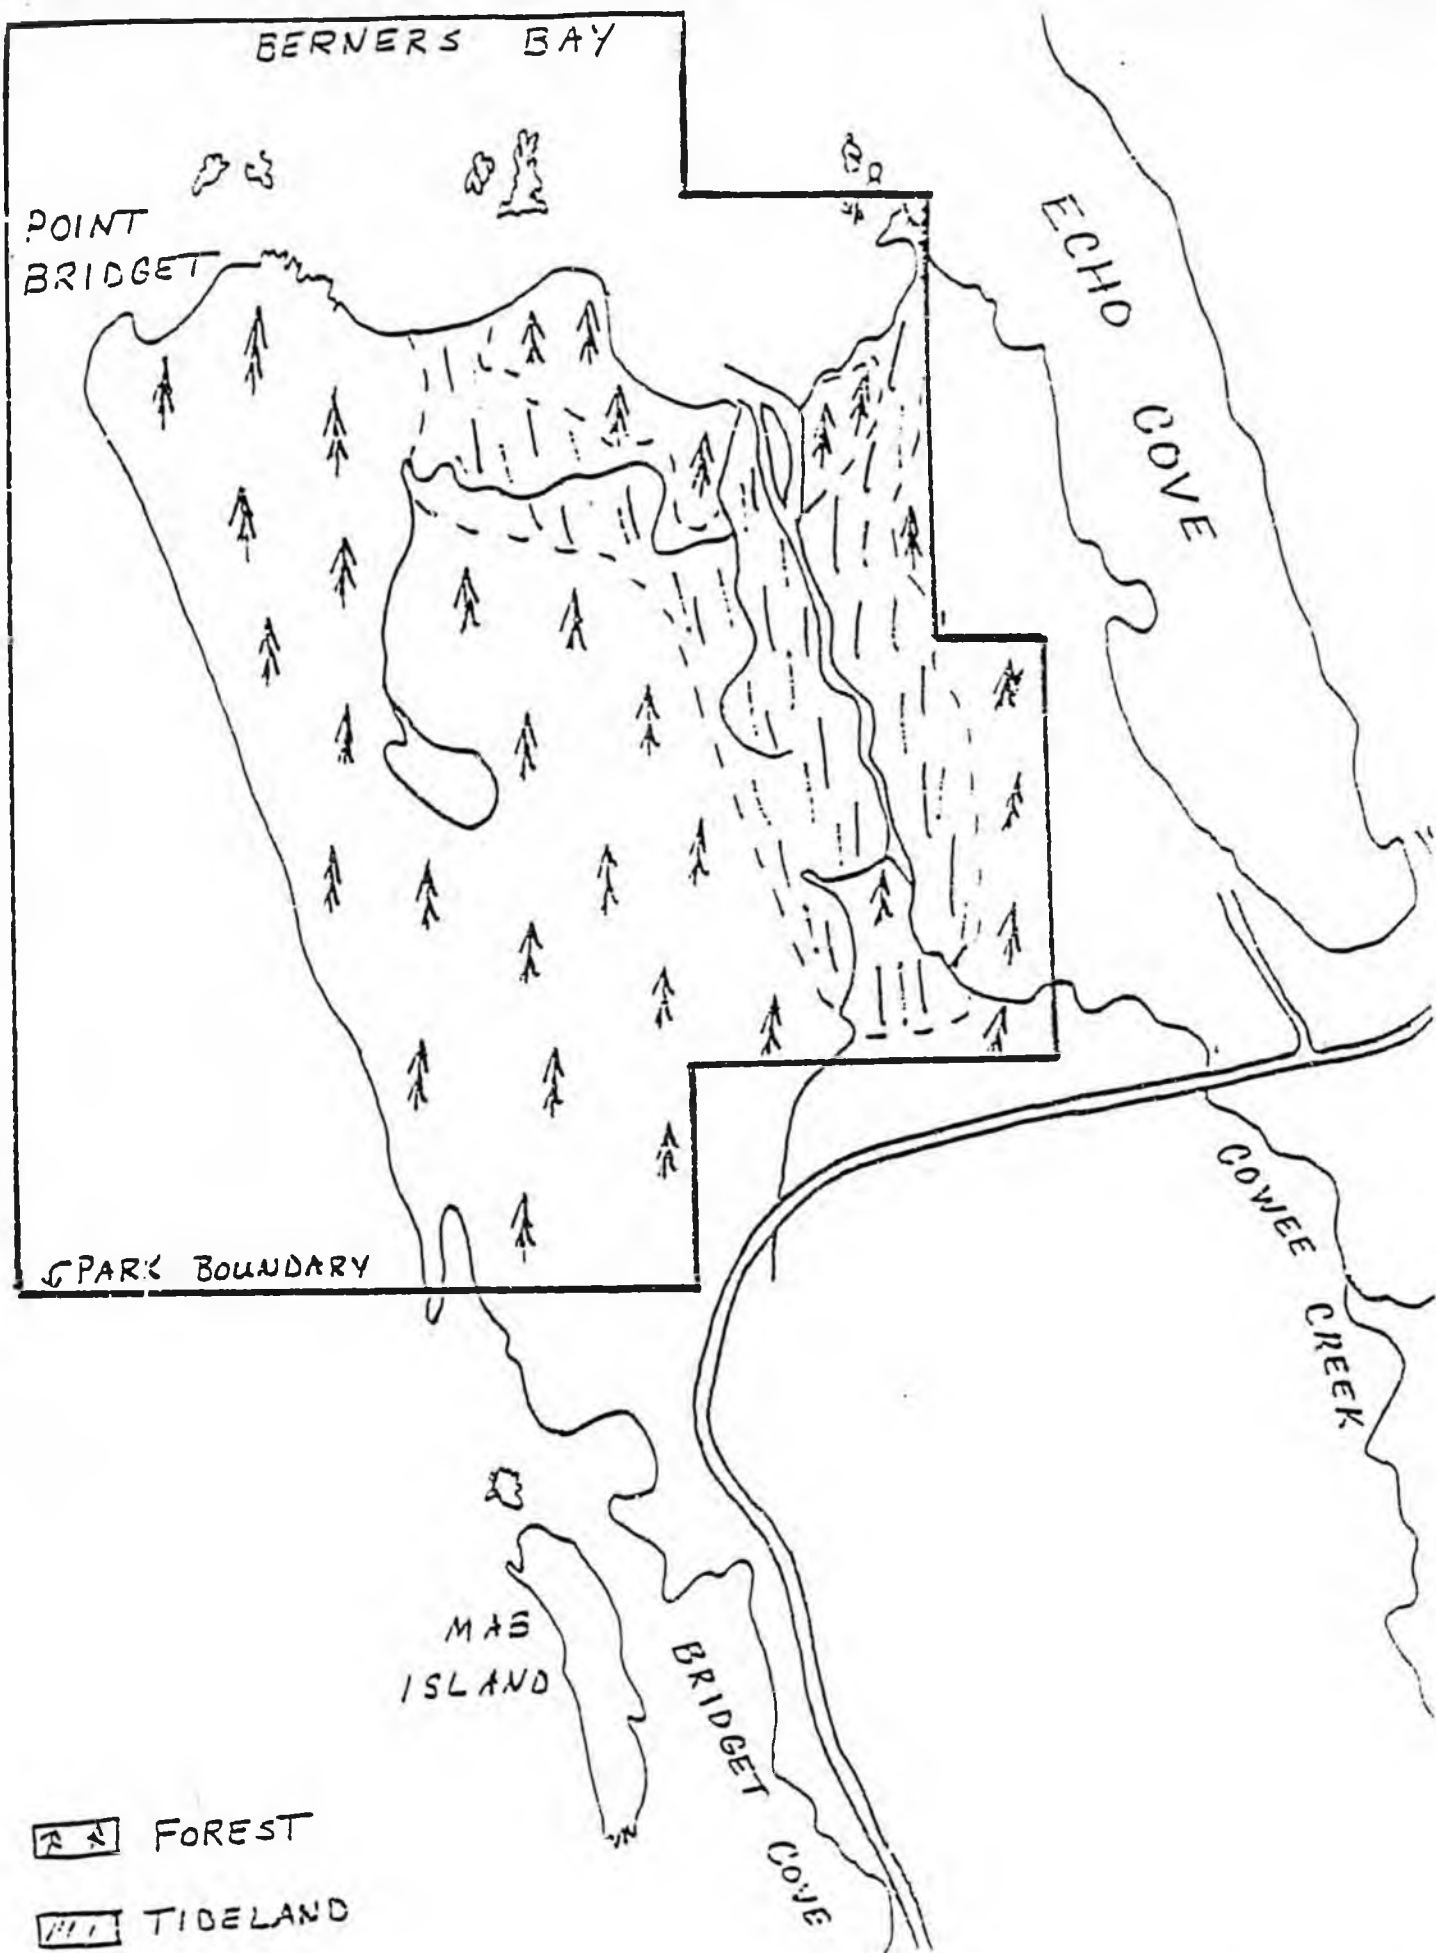 BERNERS BAY
POINT
BRIDGET
ECHO COVE
COWEE
CREEK
PARK BOUNDARY
MAB
ISLAND
BRIDGET
COVE
FOREST
TIDELAND